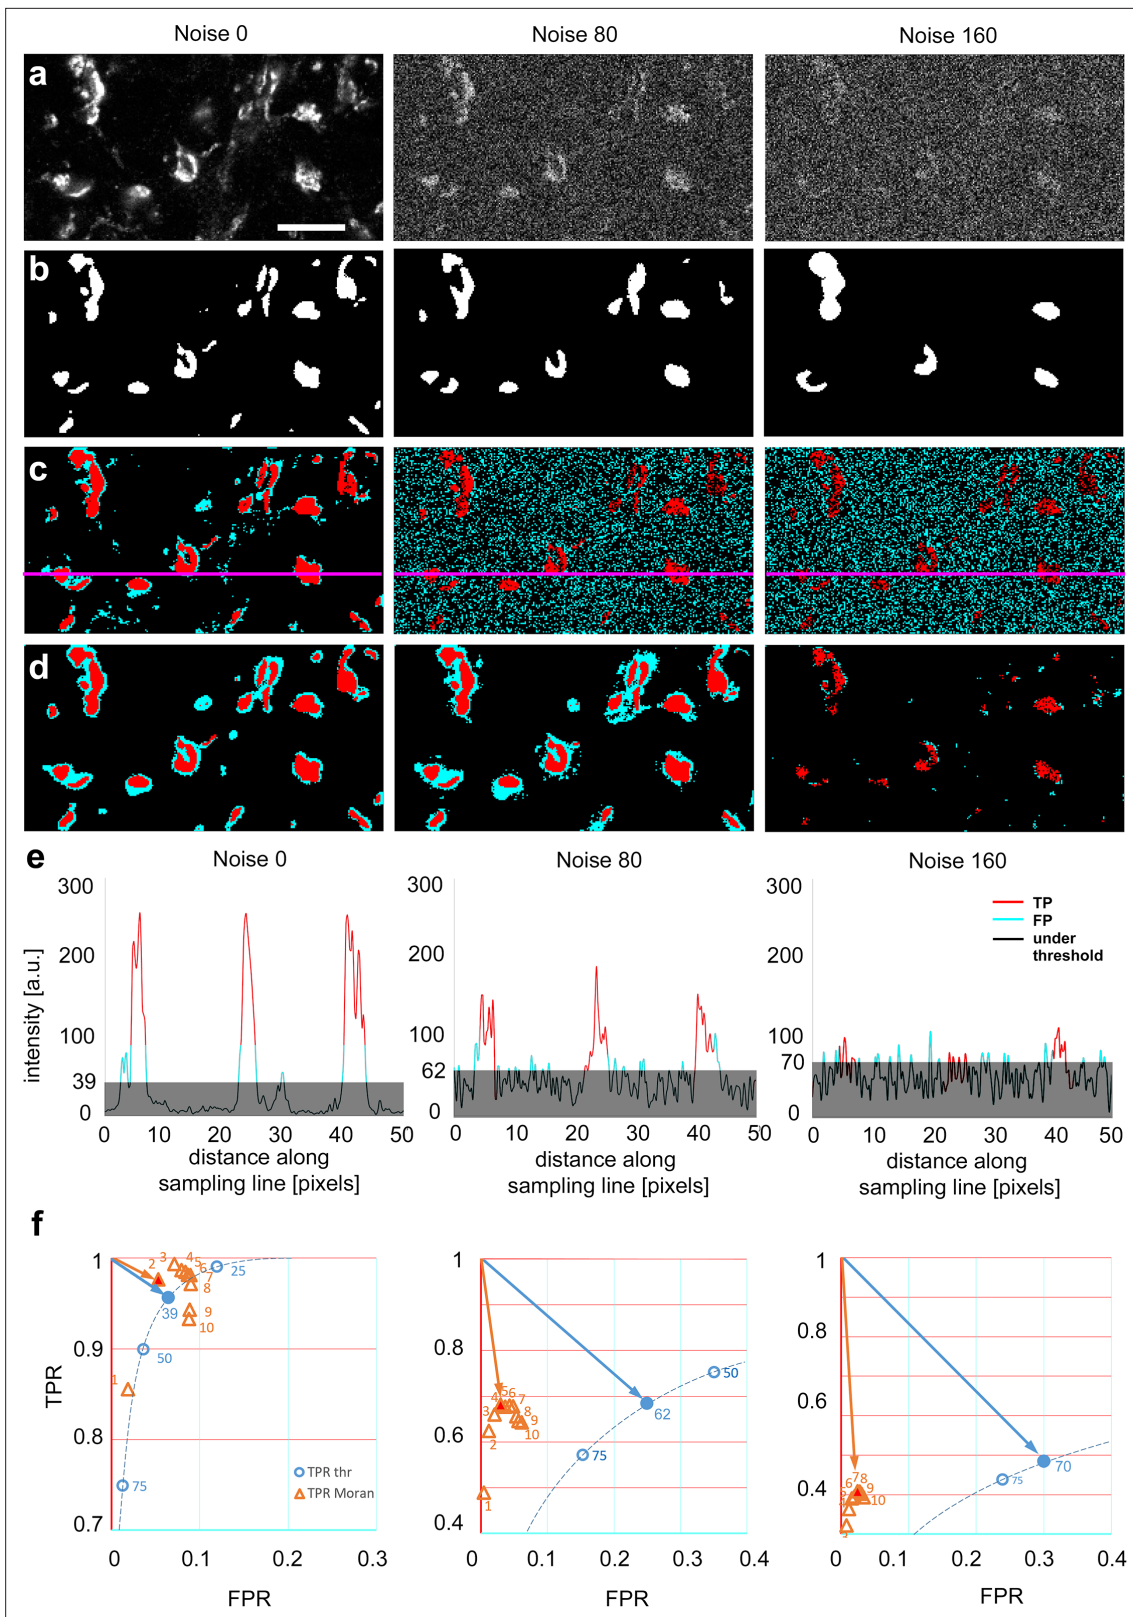 Noise 0 Noise 80 Noise 160
a
b
c
d
e Noise 0 Noise 80 Noise 160
300 300 300
200 200 200
100 100 100
39 62 70
0 0 0
intensity [a.u.]
TP
FP
under
threshold
0 10 20 30 40 50 0 10 20 30 40 50 0 10 20 30 40 50
distance along
sampling line [pixels]
distance along
sampling line [pixels]
distance along
sampling line [pixels]
f
1 0.9 0.8 0.7
TPR
1 2 3 4 5 6 7 8 9 10
25 39 50 75
TPR thr
TPR Moran
0 0.1 0.2 0.3
FPR
1 0.8 0.6 0.4
1 2 3 4 5 6 7 8 9 10
50 62 75
0 0.1 0.2 0.3 0.4
FPR
1 0.8 0.6 0.4
6 7 8 9 10
70 75
0 0.1 0.2 0.3 0.4
FPR